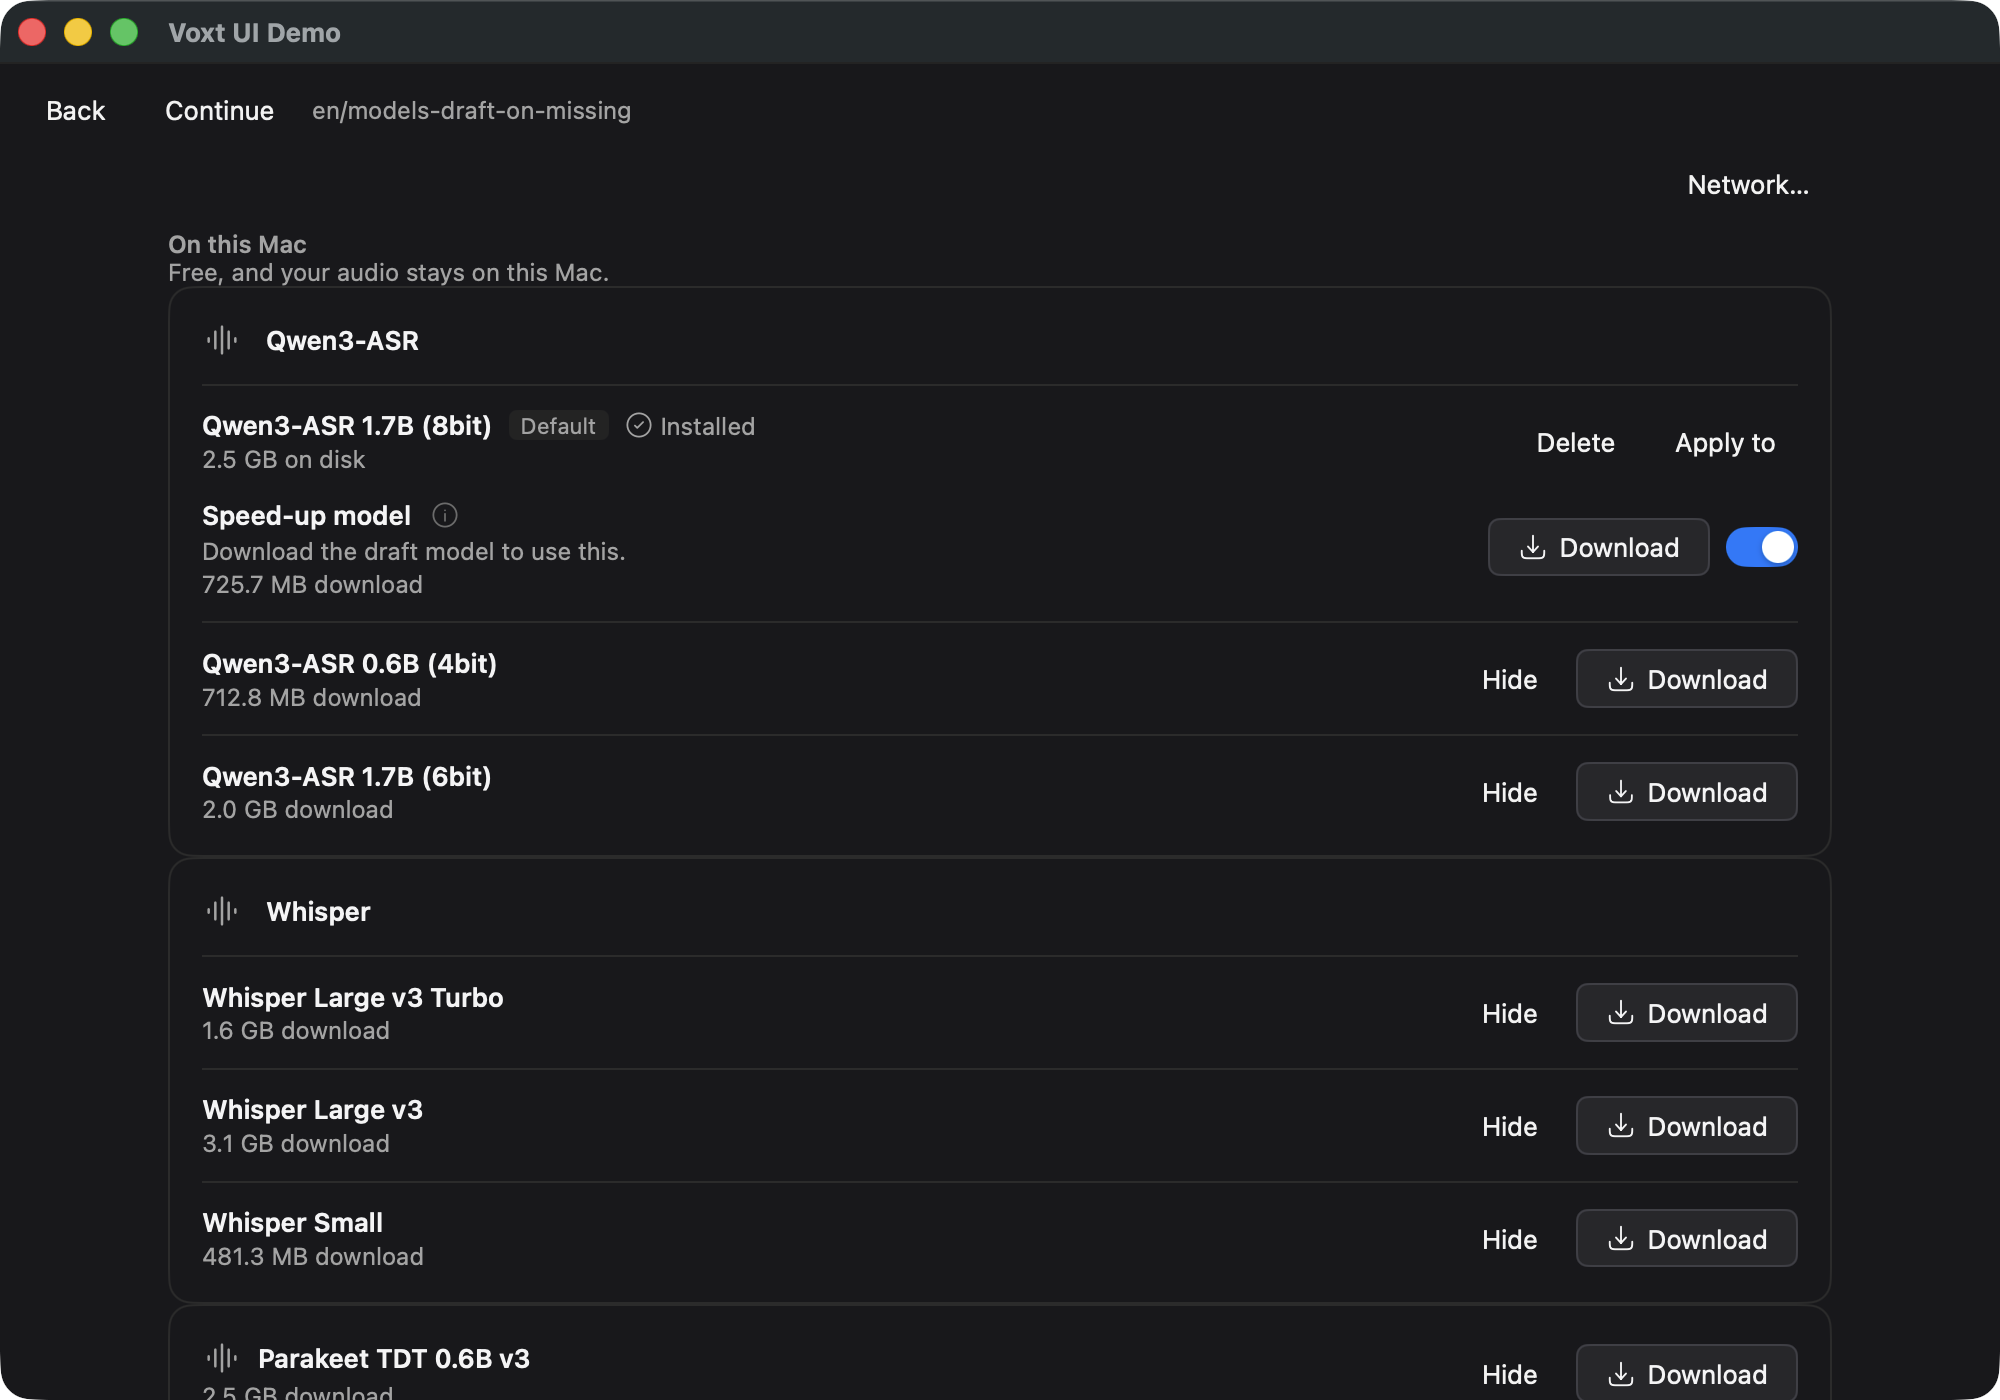 Voxt UI Demo
Back Continue en/models-draft-on-missing
Network...
On this Mac
Free, and your audio stays on this Mac.
Qwen3-ASR
Qwen3-ASR 1.7B (8bit) Default Installed
2.5 GB on disk
Delete Apply to
Speed-up model
Download the draft model to use this.
725.7 MB download
Download
Qwen3-ASR 0.6B (4bit)
712.8 MB download
Hide Download
Qwen3-ASR 1.7B (6bit)
2.0 GB download
Hide Download
Whisper
Whisper Large v3 Turbo
1.6 GB download
Hide Download
Whisper Large v3
3.1 GB download
Hide Download
Whisper Small
481.3 MB download
Hide Download
Parakeet TDT 0.6B v3
2.5 GB download
Hide Download